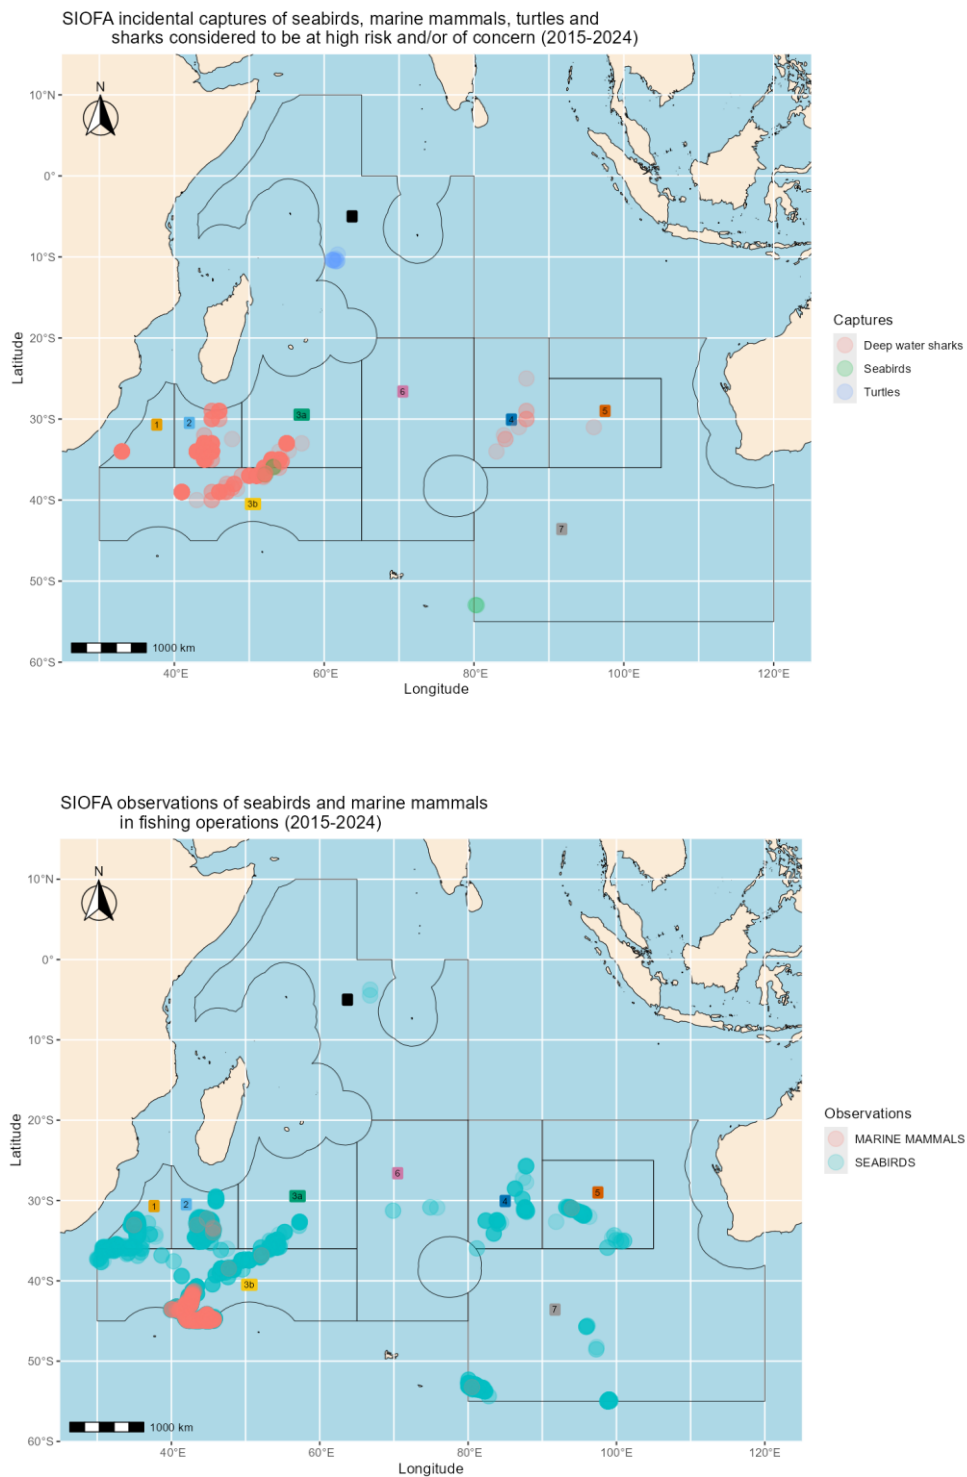 SIOFA incidental captures of seabirds, marine mammals, turtles and
sharks considered to be at high risk and/or of concern (2015-2024)
N
10°N
0°
10°S
20°S
30°S
40°S
50°S
60°S
Latitude
1
2
3a
3b
4
5
6
7
1000 km
40°E
60°E
80°E
100°E
120°E
Longitude
Captures
Deep water sharks
Seabirds
Turtles
SIOFA observations of seabirds and marine mammals
in fishing operations (2015-2024)
N
10°N
0°
10°S
20°S
30°S
40°S
50°S
60°S
Latitude
1
2
3a
3b
4
5
6
7
1000 km
40°E
60°E
80°E
100°E
120°E
Longitude
Observations
MARINE MAMMALS
SEABIRDS